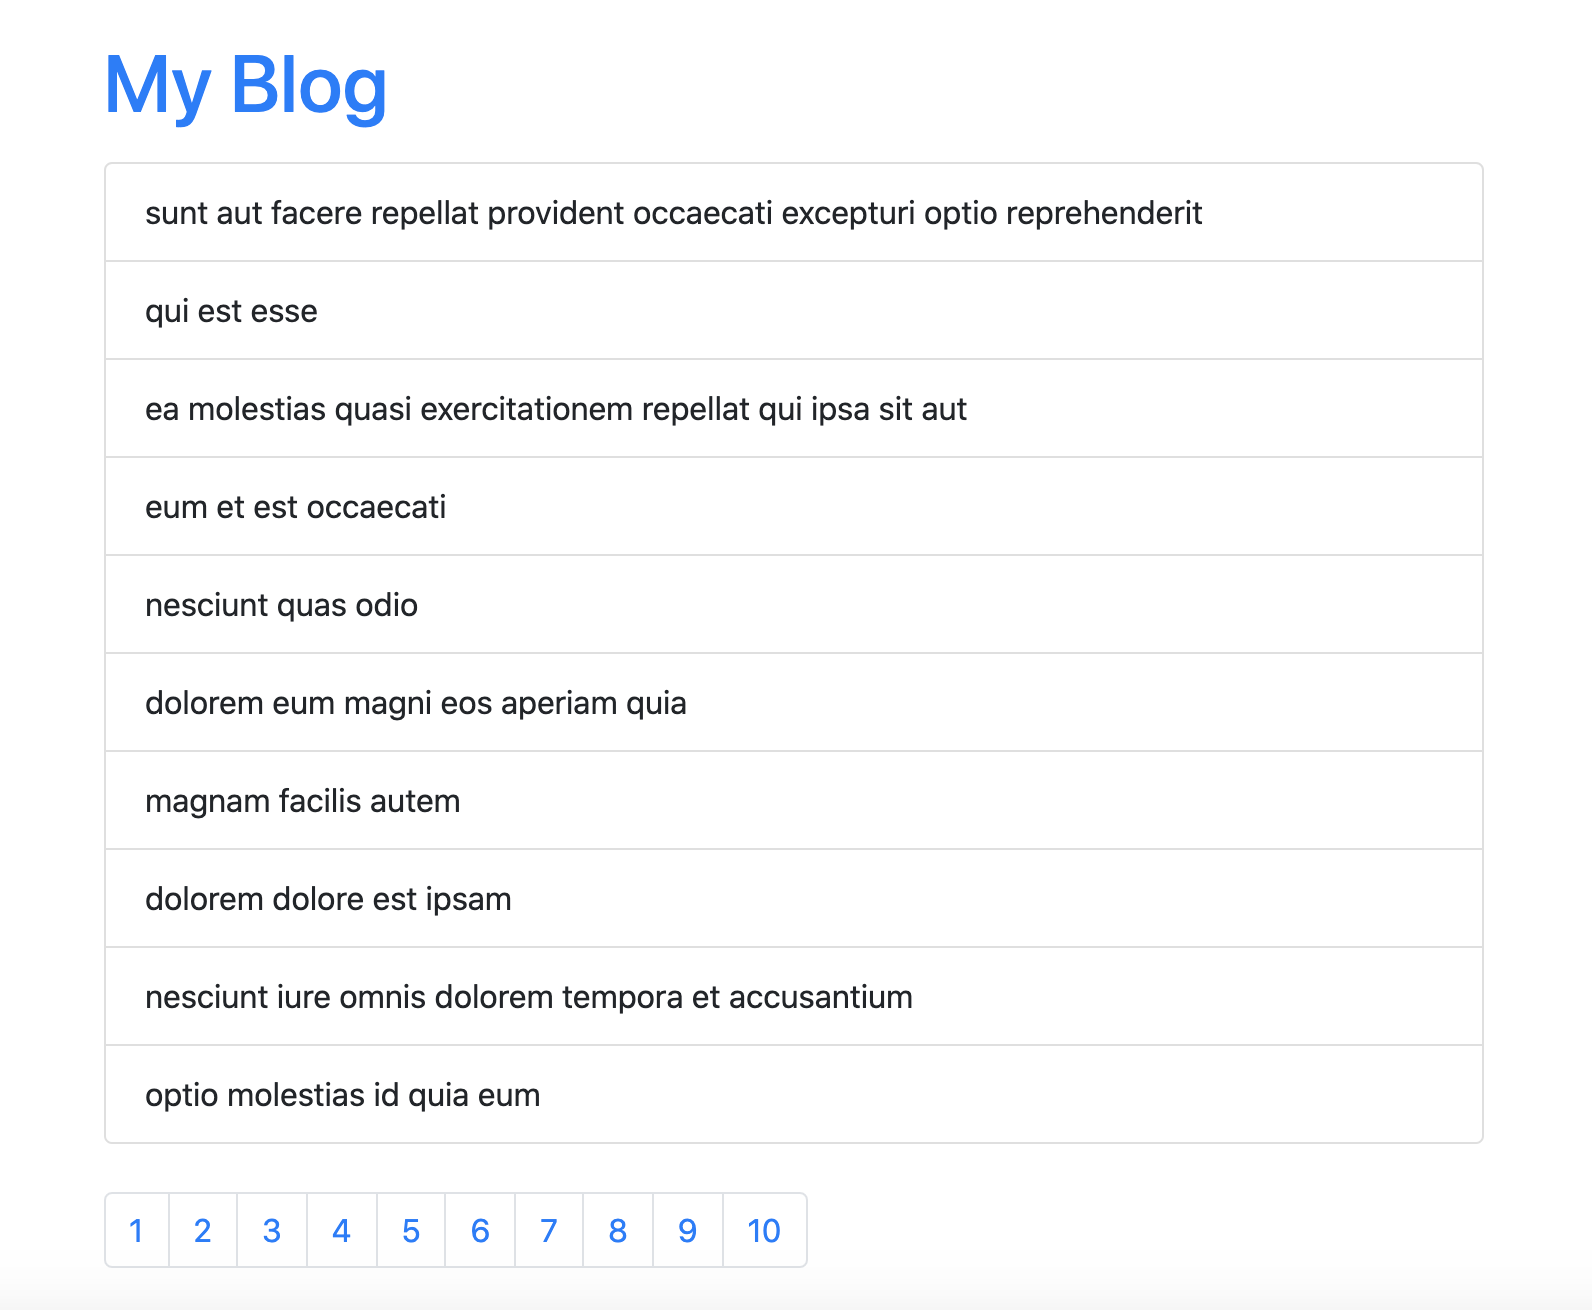 My Blog
sunt aut facere repellat provident occaecati excepturi optio reprehenderit
qui est esse
ea molestias quasi exercitationem repellat qui ipsa sit aut
eum et est occaecati
nesciunt quas odio
dolorem eum magni eos aperiam quia
magnam facilis autem
dolorem dolore est ipsam
nesciunt iure omnis dolorem tempora et accusantium
optio molestias id quia eum
1 2 3 4 5 6 7 8 9 10